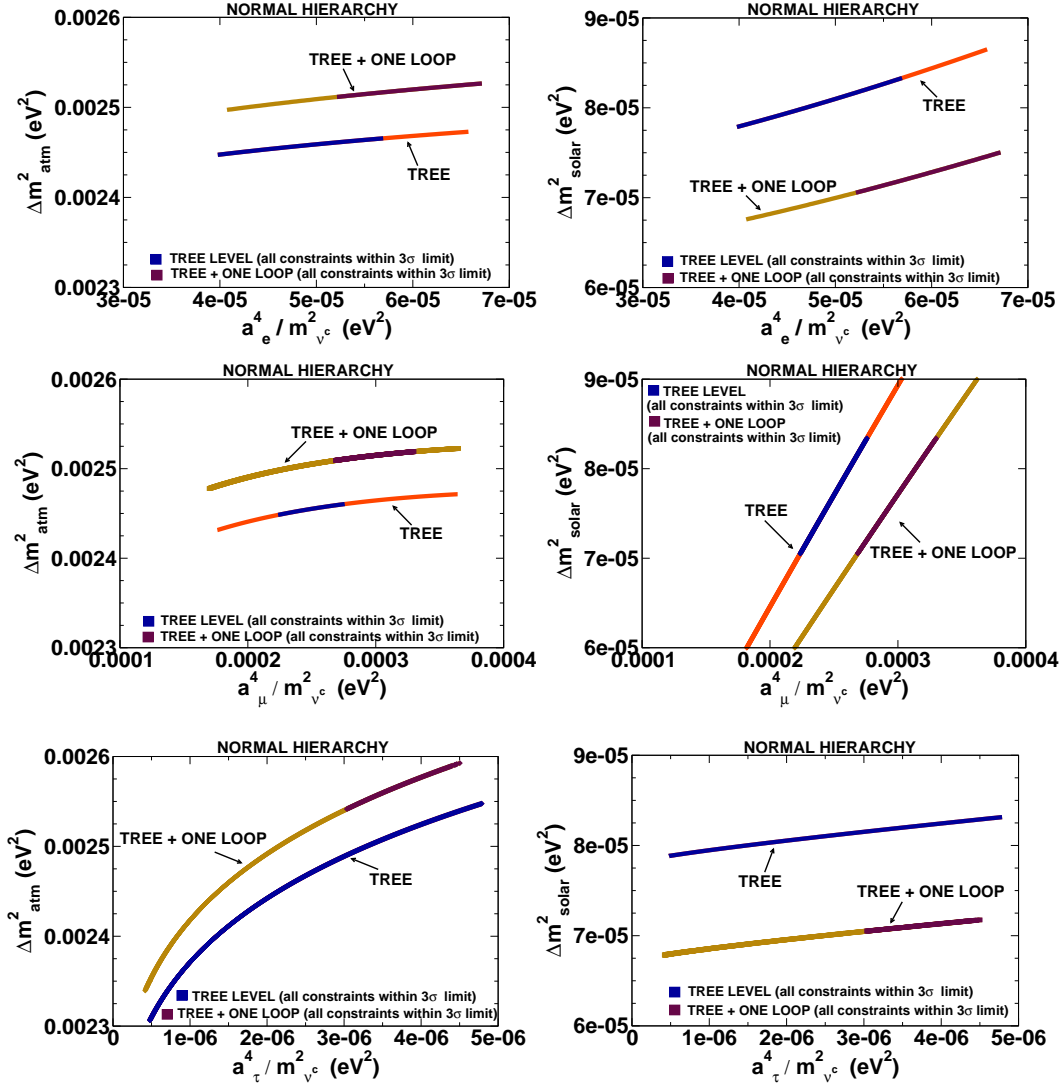 NORMAL HIERARCHY
0.0026
0.0025
0.0024
0.0023
Δm²atm (eV²)
TREE + ONE LOOP
TREE
TREE LEVEL (all constraints within 3σ limit)
TREE + ONE LOOP (all constraints within 3σ limit)
3e-05 4e-05 5e-05 6e-05 7e-05
a⁴e / m²νc (eV²)
NORMAL HIERARCHY
9e-05
8e-05
7e-05
6e-05
Δm²solar (eV²)
TREE
TREE + ONE LOOP
TREE LEVEL (all constraints within 3σ limit)
TREE + ONE LOOP (all constraints within 3σ limit)
3e-05 4e-05 5e-05 6e-05 7e-05
a⁴e / m²νc (eV²)
NORMAL HIERARCHY
0.0026
0.0025
0.0024
0.0023
Δm²atm (eV²)
TREE + ONE LOOP
TREE
TREE LEVEL (all constraints within 3σ limit)
TREE + ONE LOOP (all constraints within 3σ limit)
0.0001 0.0002 0.0003 0.0004
a⁴μ / m²νc (eV²)
NORMAL HIERARCHY
9e-05
8e-05
7e-05
6e-05
Δm²solar (eV²)
TREE LEVEL
(all constraints within 3σ limit)
TREE + ONE LOOP
(all constraints within 3σ limit)
TREE
TREE + ONE LOOP
0.0001 0.0002 0.0003 0.0004
a⁴μ / m²νc (eV²)
NORMAL HIERARCHY
0.0026
0.0025
0.0024
0.0023
Δm²atm (eV²)
TREE + ONE LOOP
TREE
TREE LEVEL (all constraints within 3σ limit)
TREE + ONE LOOP (all constraints within 3σ limit)
0 1e-06 2e-06 3e-06 4e-06 5e-06
a⁴τ / m²νc (eV²)
NORMAL HIERARCHY
9e-05
8e-05
7e-05
6e-05
Δm²solar (eV²)
TREE
TREE + ONE LOOP
TREE LEVEL (all constraints within 3σ limit)
TREE + ONE LOOP (all constraints within 3σ limit)
0 1e-06 2e-06 3e-06 4e-06 5e-06
a⁴τ / m²νc (eV²)